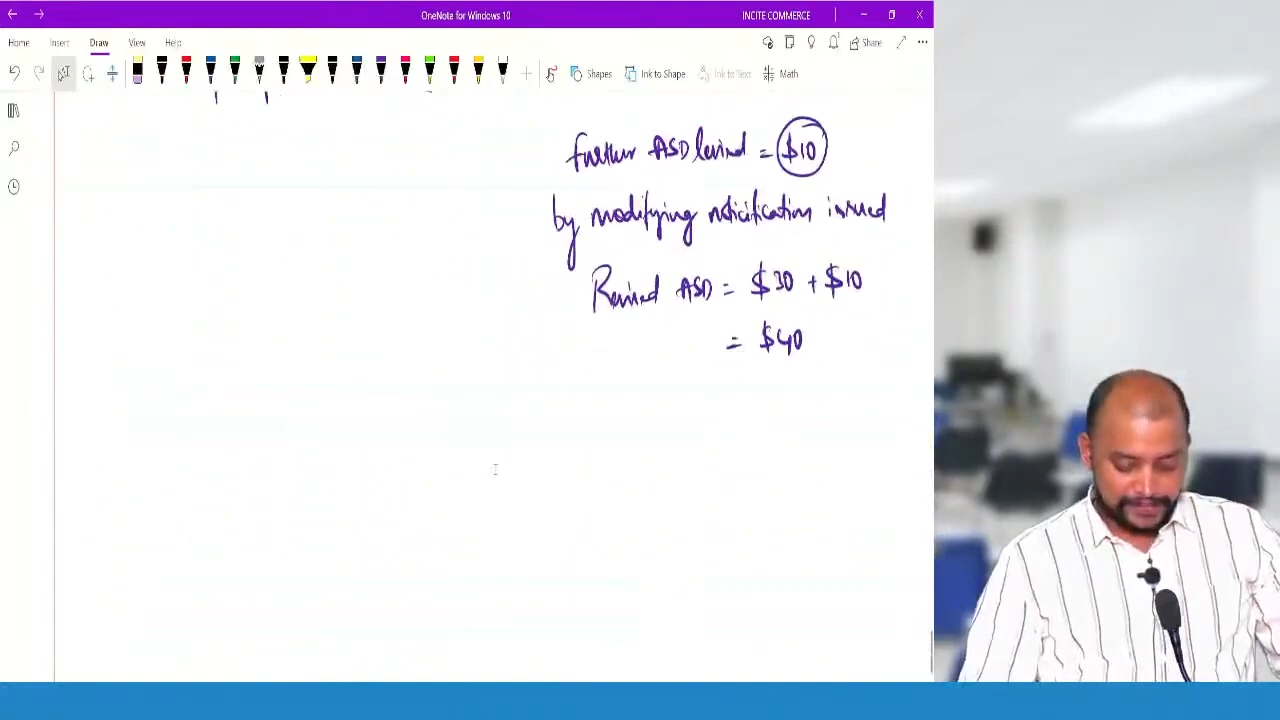 OneNote for Windows 10
INCITE COMMERCE
Home Insert Draw View Help
Share
Shapes
Ink to Shape
Ink to Text
Math
Further ASD levied = $10
by modifying noticification issued
Revised ASD = $30 + $10
= $40